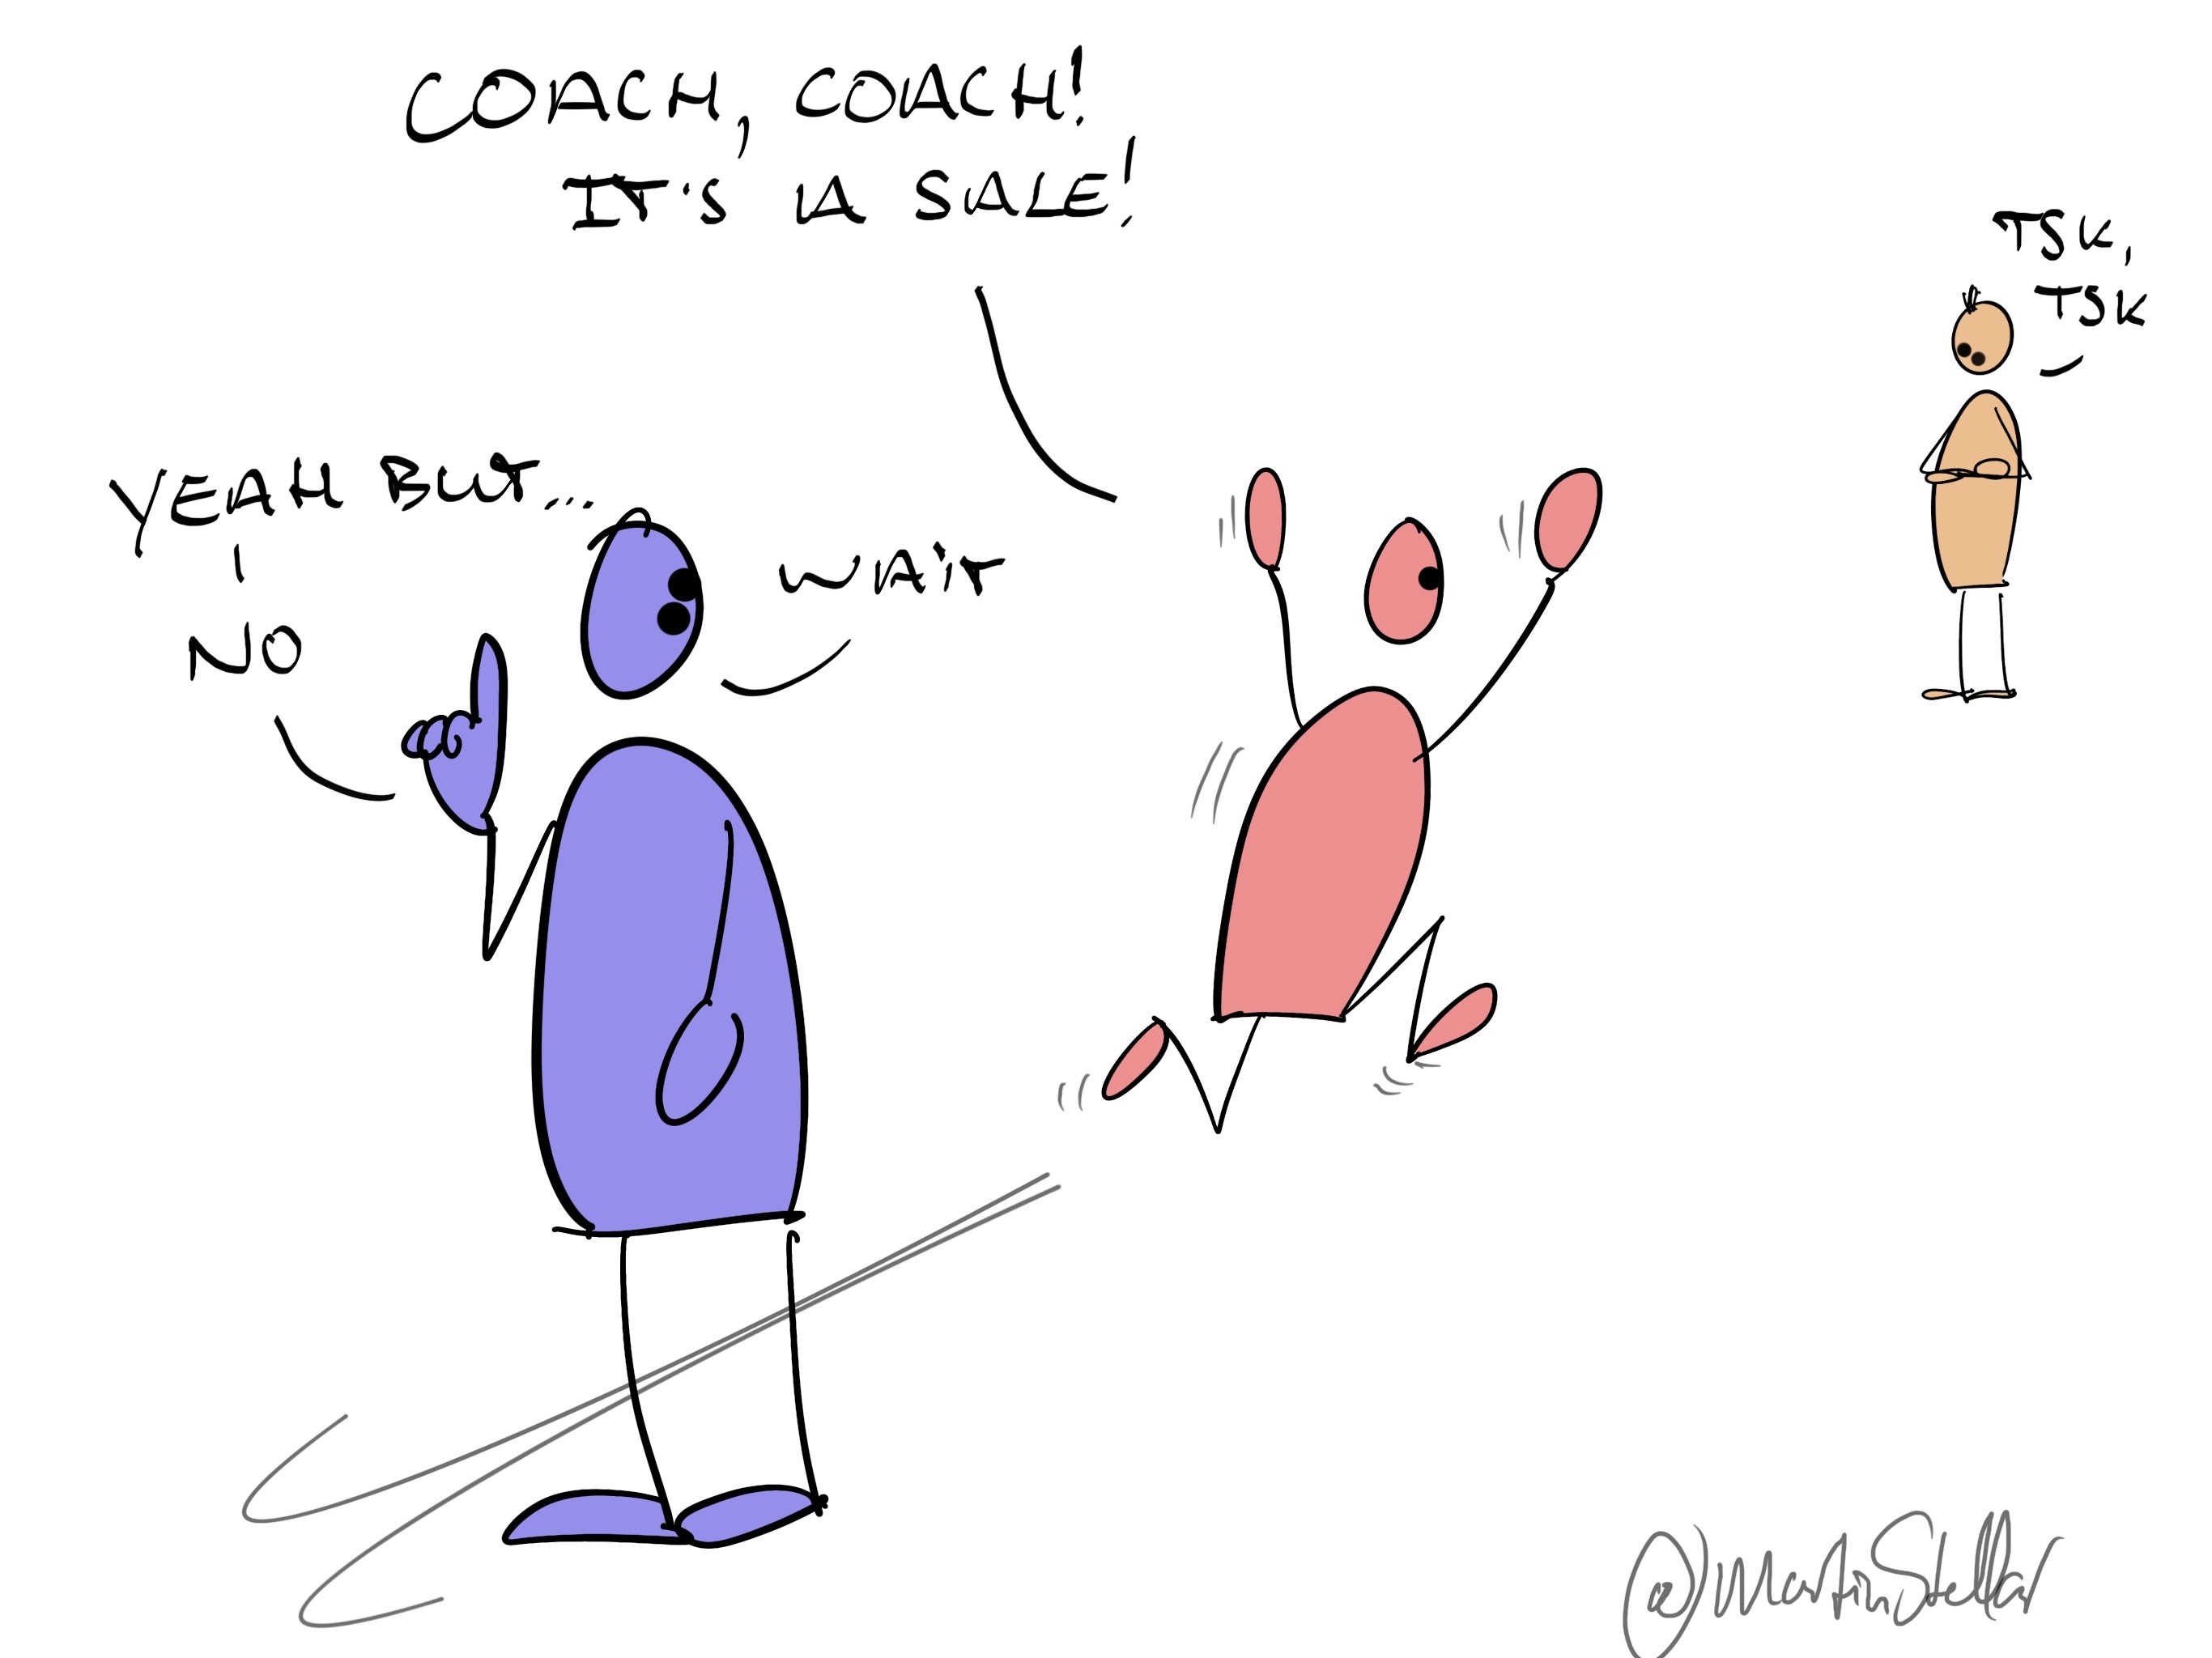 COACH, COACH!
IT'S A SALE!
TSK,
TSK
YEAH BUT...
I
NO
WAIT
@MartinStellar